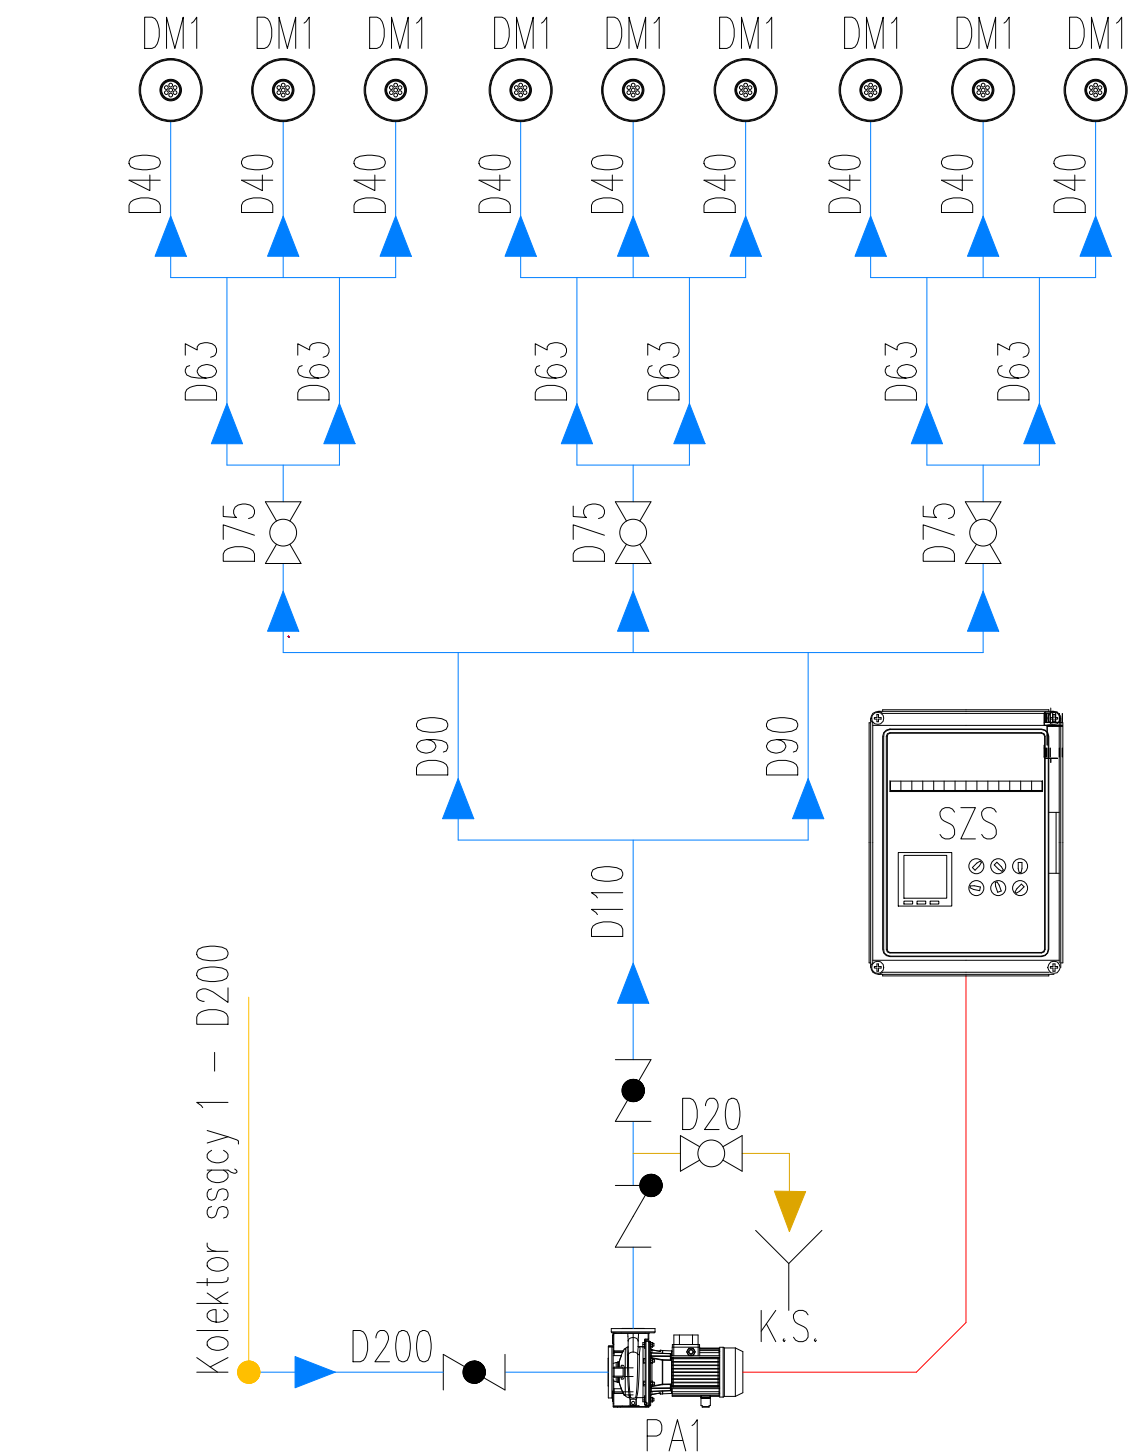 DM1 DM1 DM1 DM1 DM1 DM1 DM1 DM1 DM1
D40 D40 D40 D40 D40 D40 D40 D40 D40
D63 D63 D63 D63 D63 D63
D75 D75 D75
D90 D90
SZS
D110
Kolektor ssący 1 - D200
D20
K.S.
D200
PA1